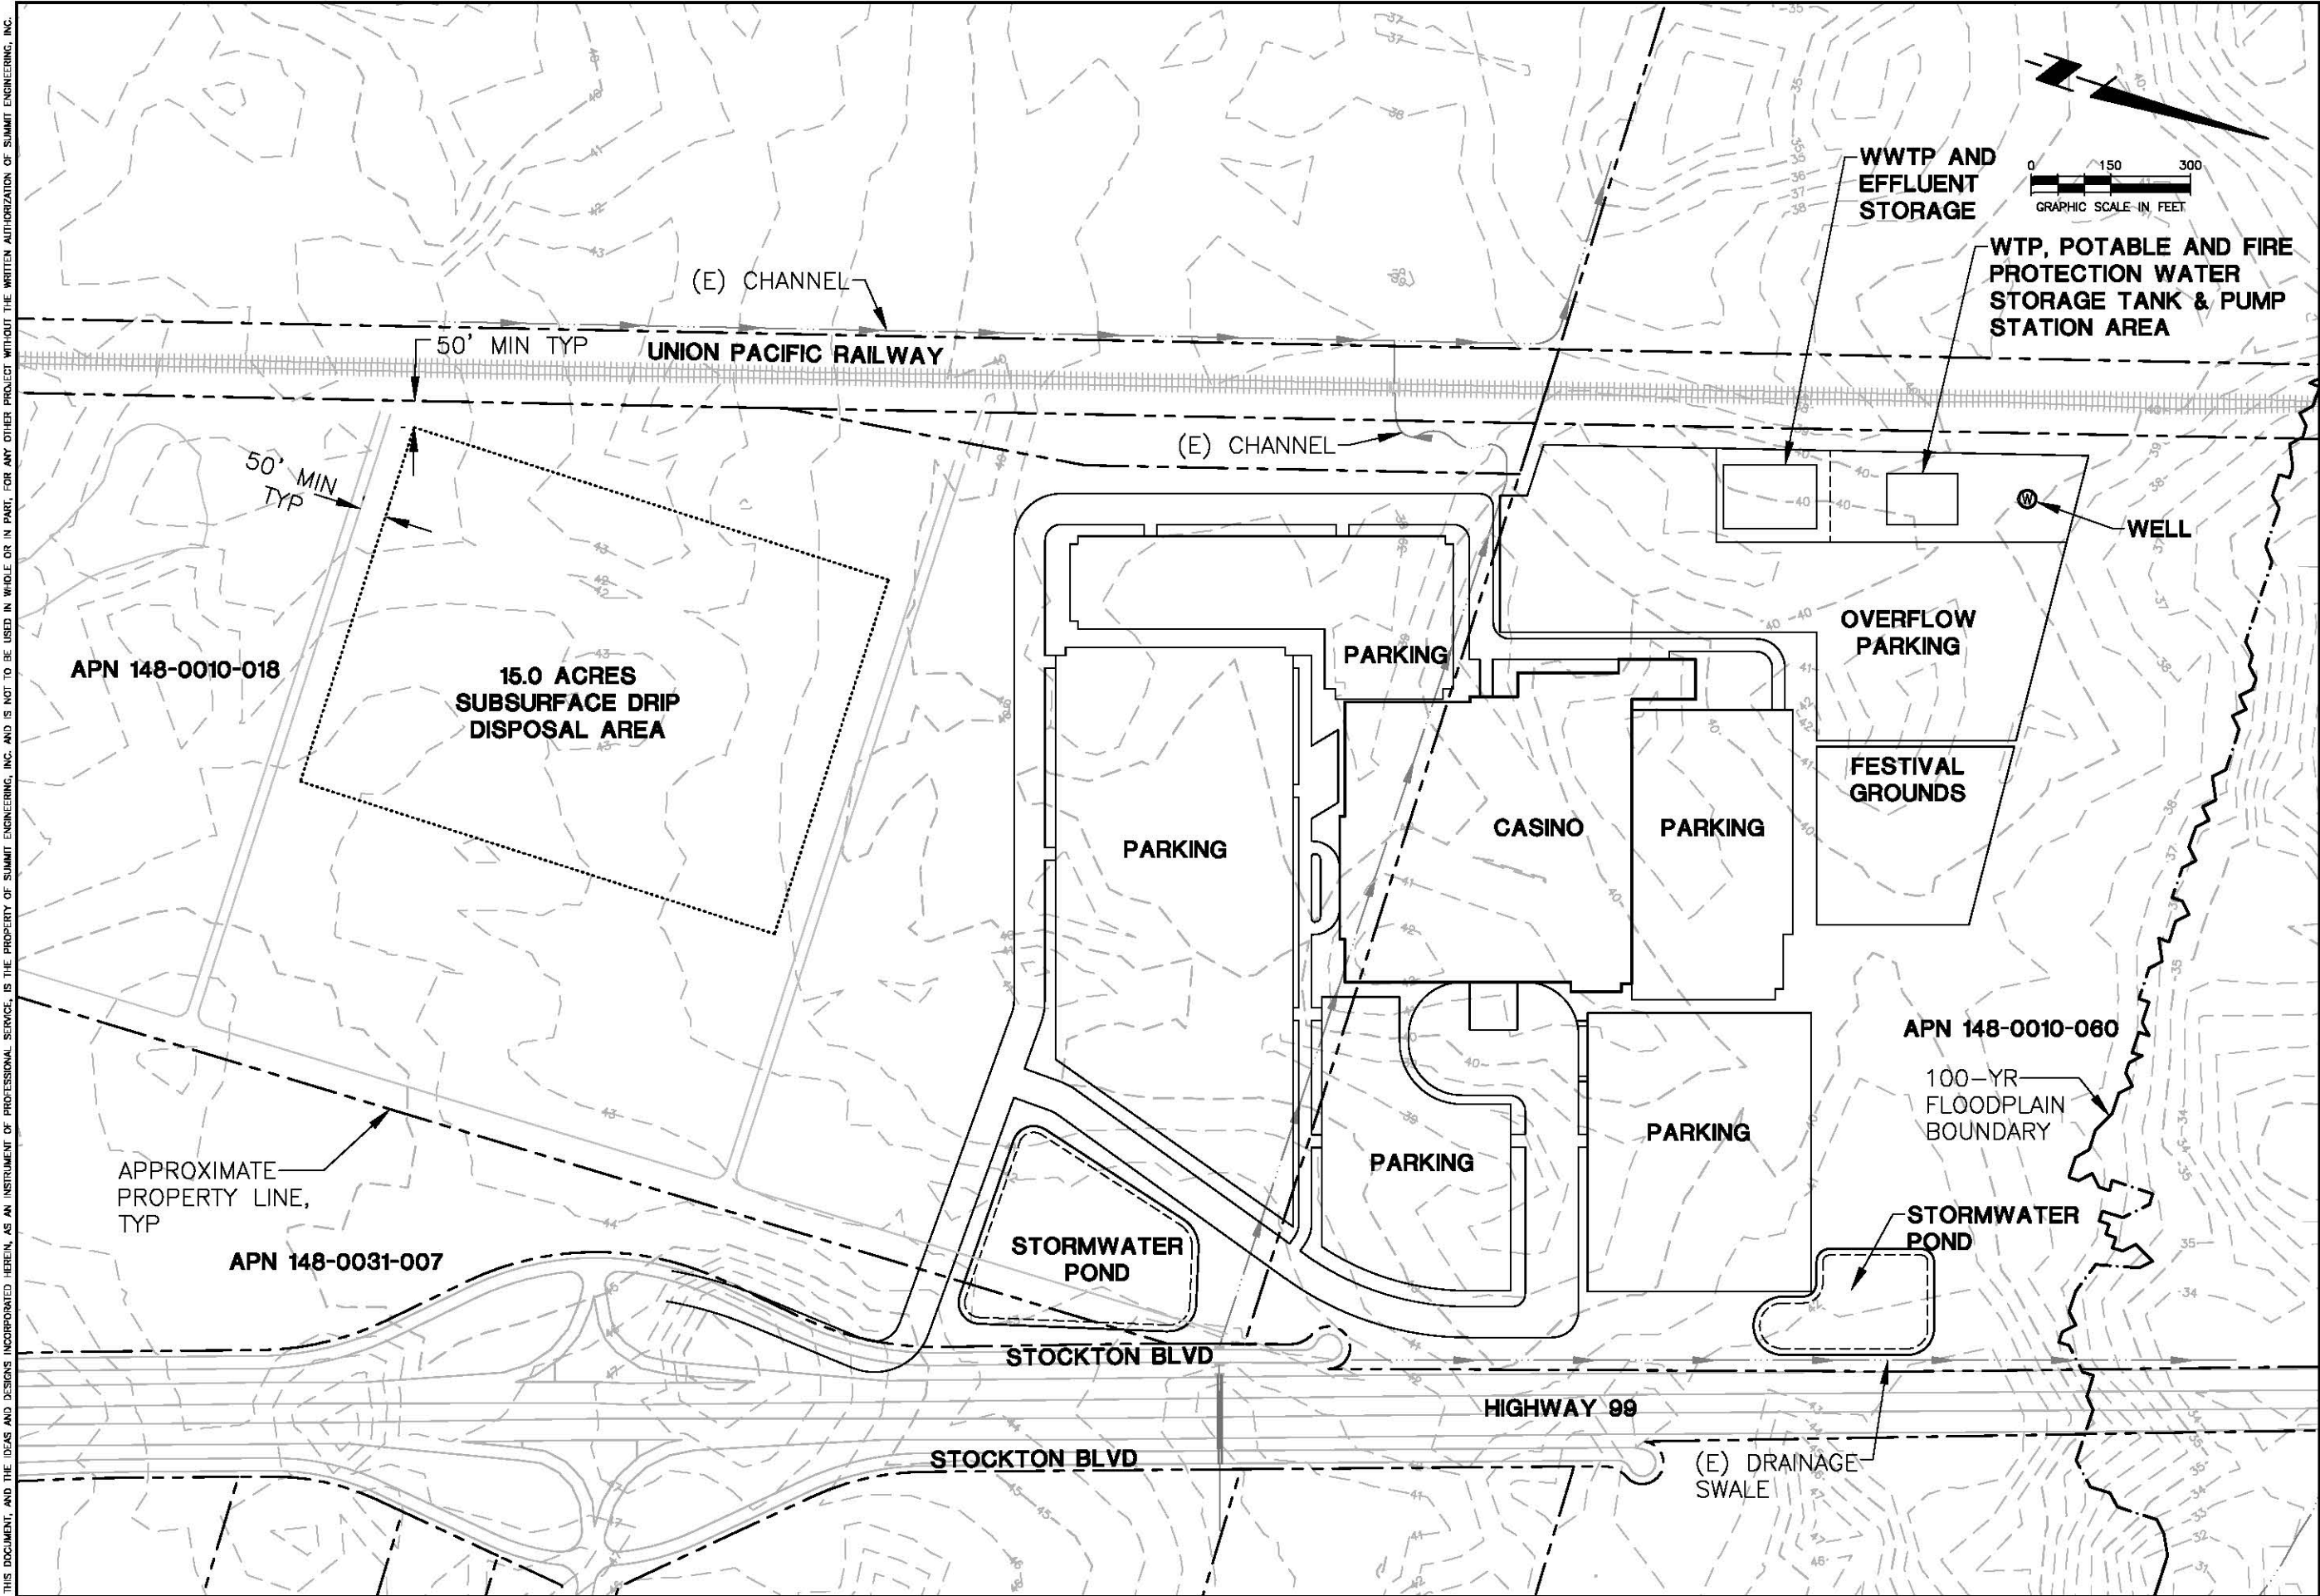 THIS DOCUMENT, AND THE IDEAS AND DESIGNS INCORPORATED HEREIN, AS AN INSTRUMENT OF PROFESSIONAL SERVICE, IS THE PROPERTY OF SUMMIT ENGINEERING, INC. AND IS NOT TO BE USED IN WHOLE OR IN PART, FOR ANY OTHER PROJECT WITHOUT THE WRITTEN AUTHORIZATION OF SUMMIT ENGINEERING, INC.
WWTP AND
EFFLUENT
STORAGE
0 150 300
GRAPHIC SCALE IN FEET
WTP, POTABLE AND FIRE
PROTECTION WATER
STORAGE TANK & PUMP
STATION AREA
(E) CHANNEL
50' MIN TYP
UNION PACIFIC RAILWAY
(E) CHANNEL
50' MIN
TYP
W
WELL
OVERFLOW
PARKING
PARKING
APN 148-0010-018
15.0 ACRES
SUBSURFACE DRIP
DISPOSAL AREA
FESTIVAL
GROUNDS
PARKING
CASINO
PARKING
APN 148-0010-060
100-YR
FLOODPLAIN
BOUNDARY
PARKING
PARKING
APPROXIMATE
PROPERTY LINE,
TYP
APN 148-0031-007
STORMWATER
POND
STORMWATER
POND
STOCKTON BLVD
HIGHWAY 99
STOCKTON BLVD
(E) DRAINAGE
SWALE